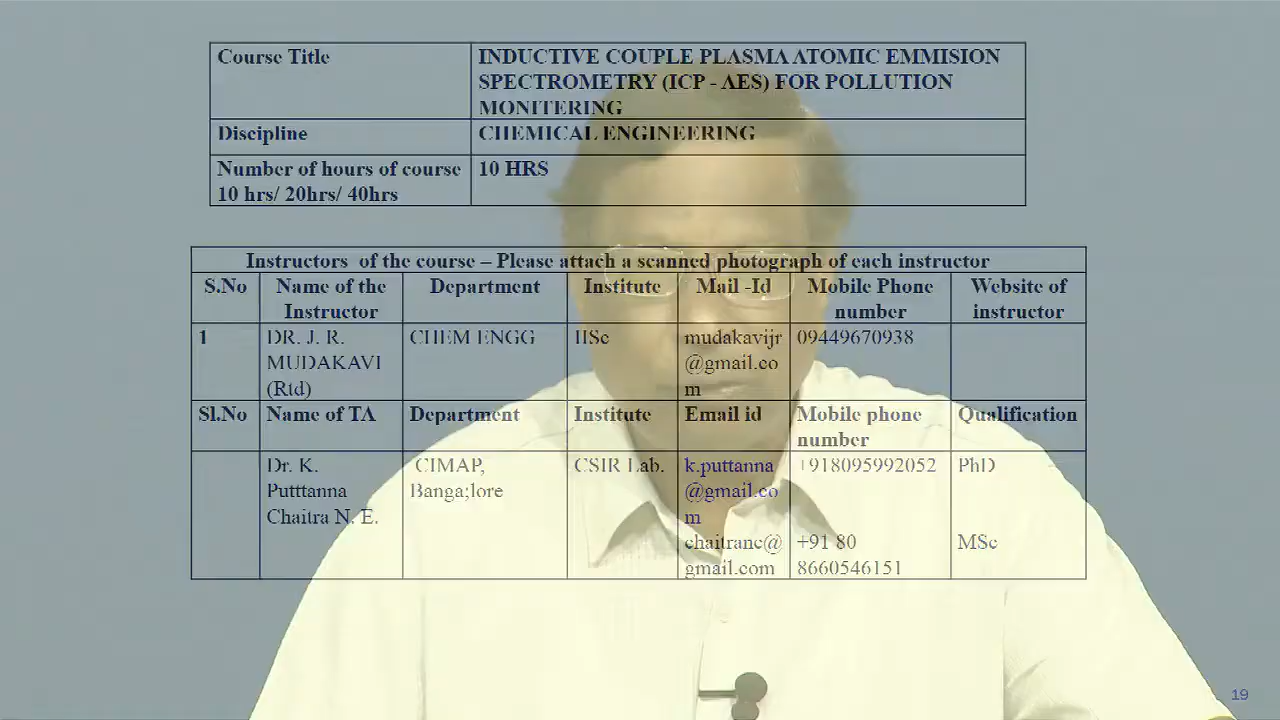 Course Title
INDUCTIVE COUPLE PLASMA ATOMIC EMMISION
SPECTROMETRY (ICP - AES) FOR POLLUTION
MONITERING
Discipline
CHEMICAL ENGINEERING
Number of hours of course
10 hrs/ 20hrs/ 40hrs
10 HRS
Instructors of the course – Please attach a scanned photograph of each instructor
S.No
Name of the
Instructor
Department
Institute
Mail -Id
Mobile Phone
number
Website of
instructor
1
DR. J. R.
MUDAKAVI
(Rtd)
CHEM ENGG
IISc
mudakavijr
@gmail.co
m
09449670938
Sl.No
Name of TA
Department
Institute
Email id
Mobile phone
number
Qualification
Dr. K.
Putttanna
Chaitra N. E.
CIMAP,
Banga;lore
CSIR Lab.
k.puttanna
@gmail.co
m
chaitrane@
gmail.com
+918095992052
+91 80
8660546151
PhD
MSc
19